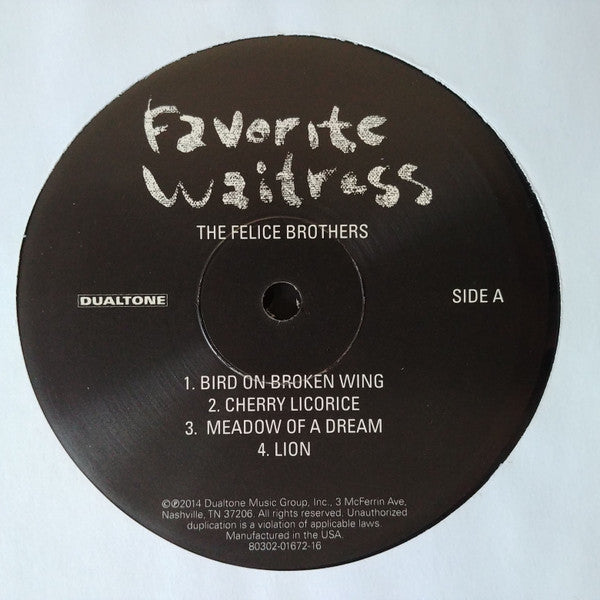 Favorite
Waitress
THE FELICE BROTHERS
DUALTONE
SIDE A
1. BIRD ON BROKEN WING
2. CHERRY LICORICE
3. MEADOW OF A DREAM
4. LION
©℗2014 Dualtone Music Group, Inc., 3 McFerrin Ave,
Nashville, TN 37206. All rights reserved. Unauthorized
duplication is a violation of applicable laws.
Manufactured in the USA.
80302-01672-16